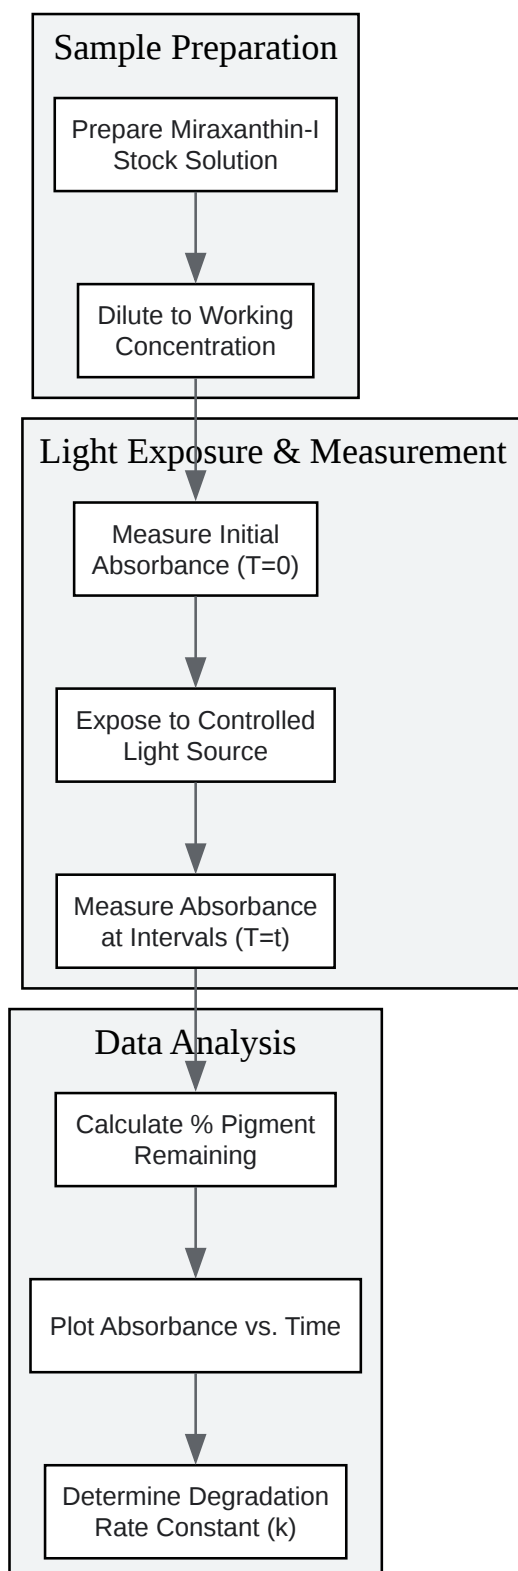 Sample Preparation
Prepare Miraxanthin-I
Stock Solution
Dilute to Working
Concentration
Light Exposure & Measurement
Measure Initial
Absorbance (T=0)
Expose to Controlled
Light Source
Measure Absorbance
at Intervals (T=t)
Data Analysis
Calculate % Pigment
Remaining
Plot Absorbance vs. Time
Determine Degradation
Rate Constant (k)